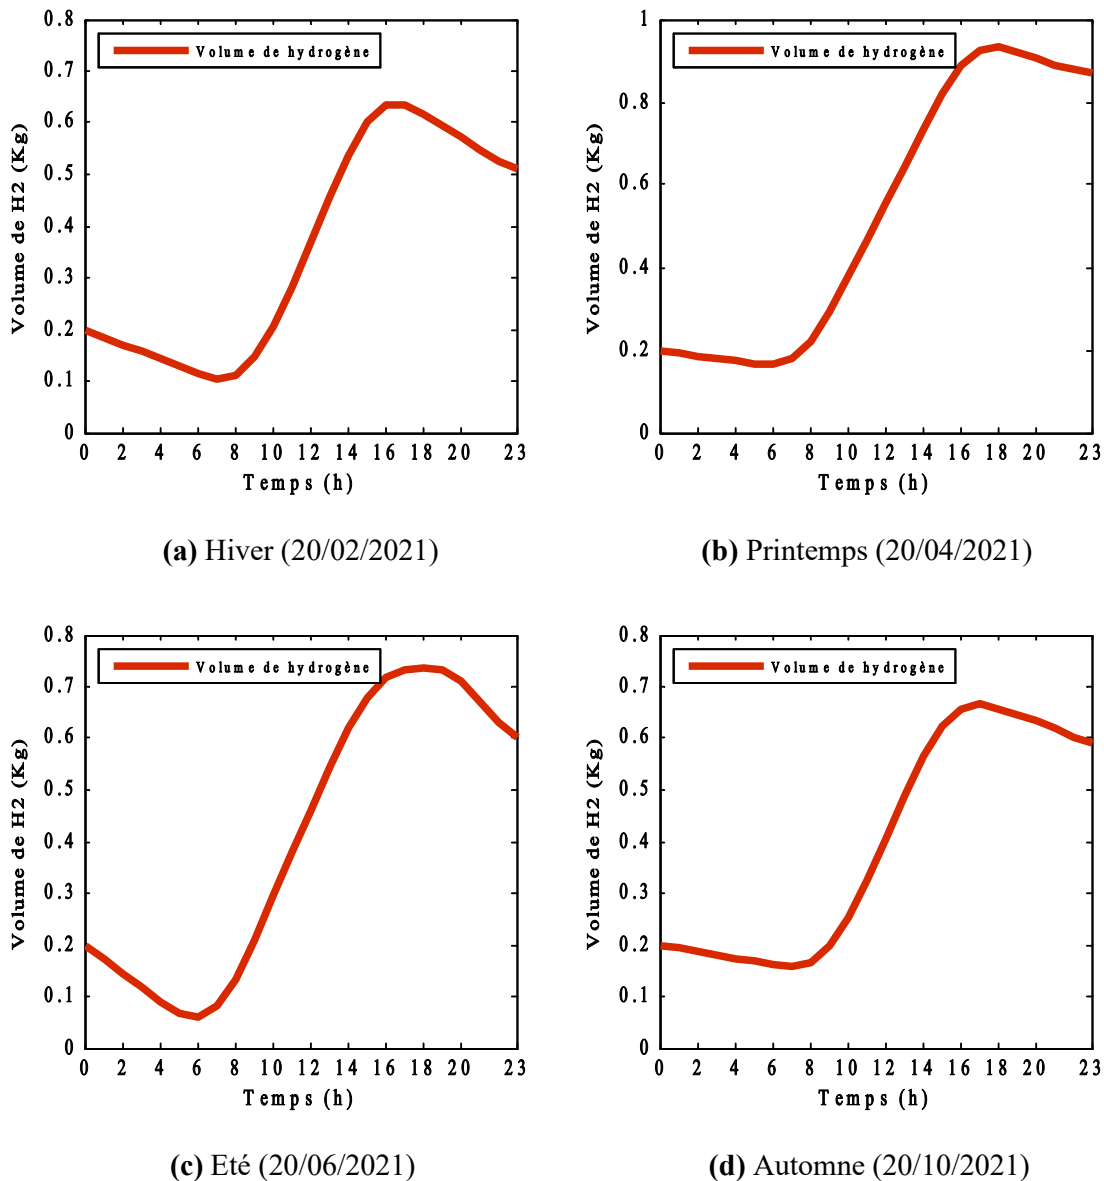 0.8
0.7
0.6
0.5
0.4
0.3
0.2
0.1
0
Volume de H2 (Kg)
Volume de hydrogène
0 2 4 6 8 10 12 14 16 18 20 23
Temps (h)
(a) Hiver (20/02/2021)
1
0.8
0.6
0.4
0.2
0
Volume de H2 (Kg)
Volume de hydrogène
0 2 4 6 8 10 12 14 16 18 20 23
Temps (h)
(b) Printemps (20/04/2021)
0.8
0.7
0.6
0.5
0.4
0.3
0.2
0.1
0
Volume de H2 (Kg)
Volume de hydrogène
0 2 4 6 8 10 12 14 16 18 20 23
Temps (h)
(c) Eté (20/06/2021)
0.8
0.7
0.6
0.5
0.4
0.3
0.2
0.1
0
Volume de H2 (Kg)
Volume de hydrogène
0 2 4 6 8 10 12 14 16 18 20 23
Temps (h)
(d) Automne (20/10/2021)